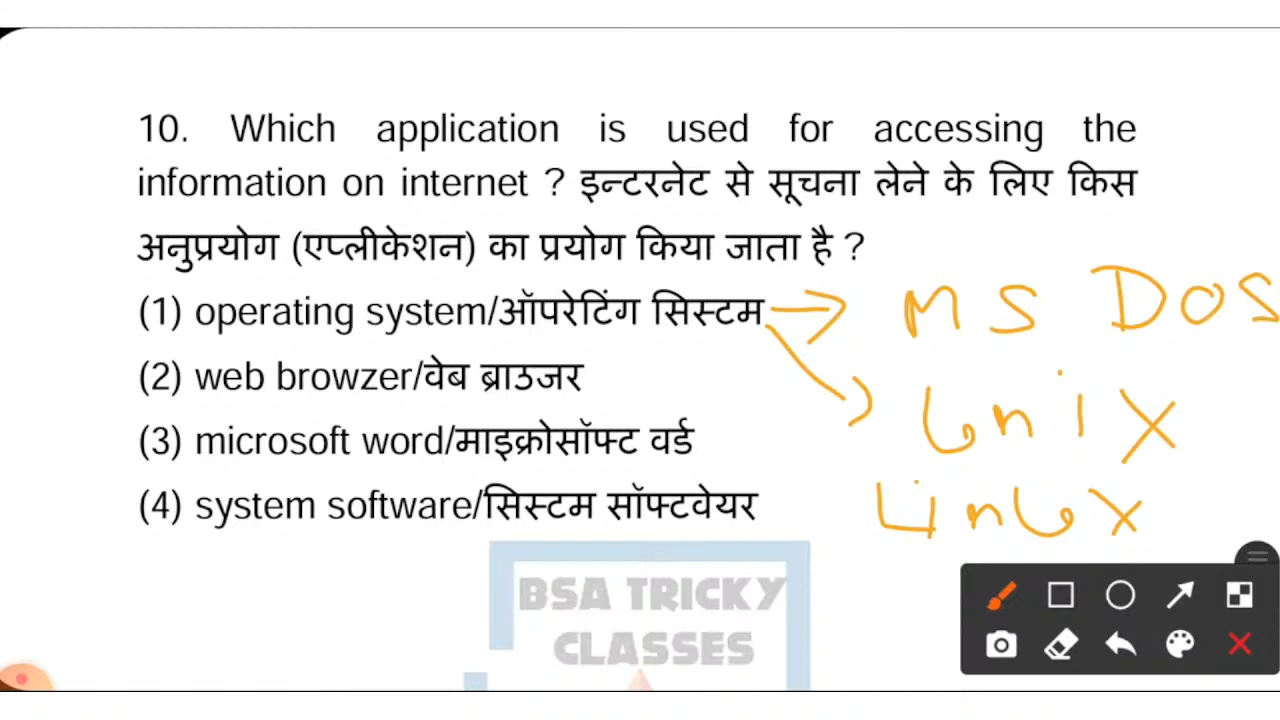 10. Which application is used for accessing the
information on internet ? इन्टरनेट से सूचना लेने के लिए किस
अनुप्रयोग (एप्लीकेशन) का प्रयोग किया जाता है ?
(1) operating system/ऑपरेटिंग सिस्टम
MS DOS
(2) web browzer/वेब ब्राउजर
Unix
(3) microsoft word/माइक्रोसॉफ्ट वर्ड
(4) system software/सिस्टम सॉफ्टवेयर
Linux
BSA TRICKY
CLASSES